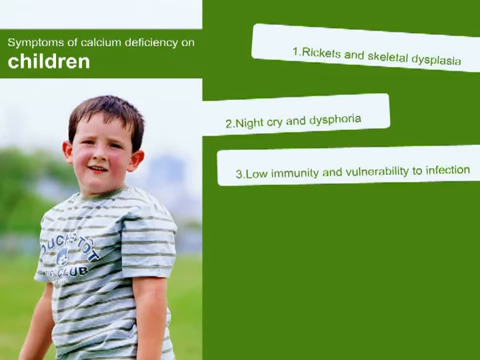 Symptoms of calcium deficiency on
children
1.Rickets and skeletal dysplasia
2.Night cry and dysphoria
3.Low immunity and vulnerability to infection
CLUB